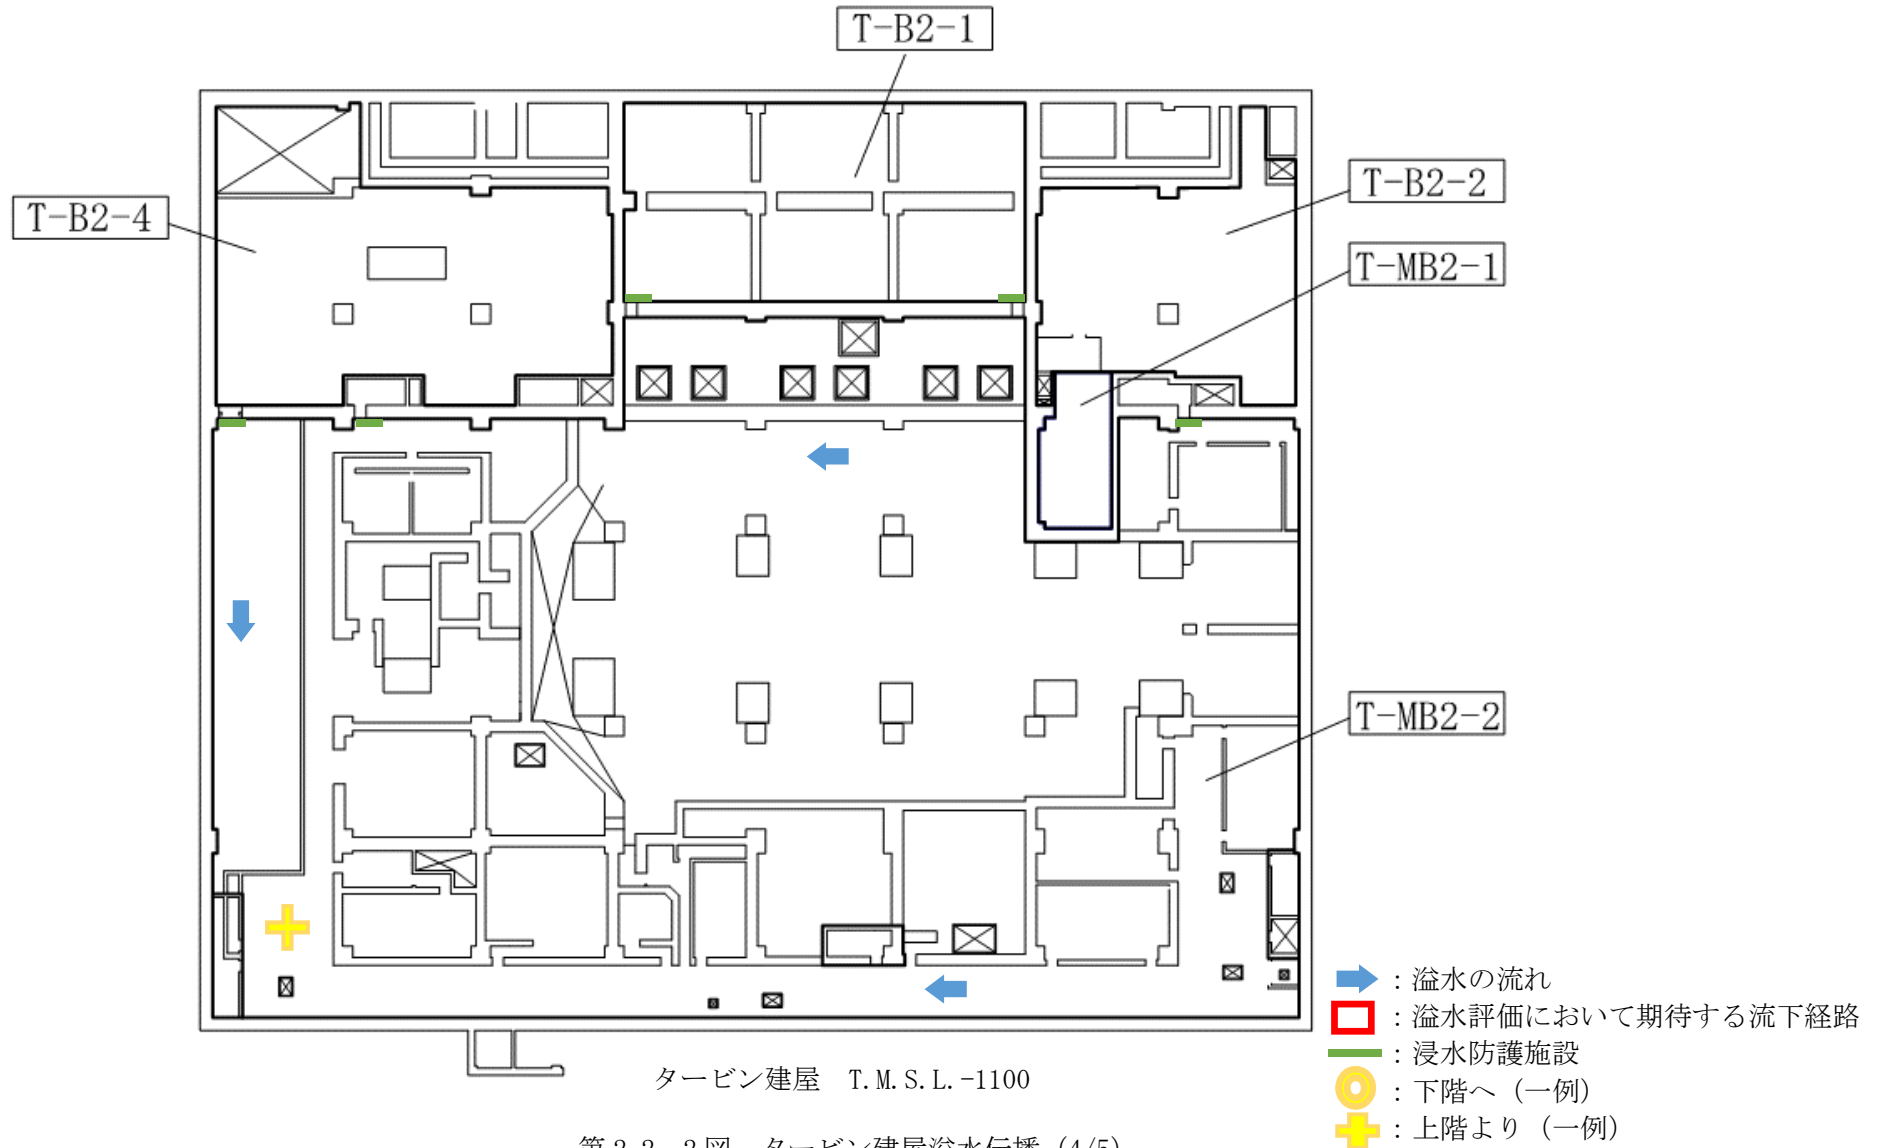 T-B2-1
T-B2-2
T-B2-4
T-MB2-1
T-MB2-2
：溢水の流れ
：溢水評価において期待する流下経路
：浸水防護施設
：下階へ（一例）
：上階より（一例）
タービン建屋　T.M.S.L.-1100